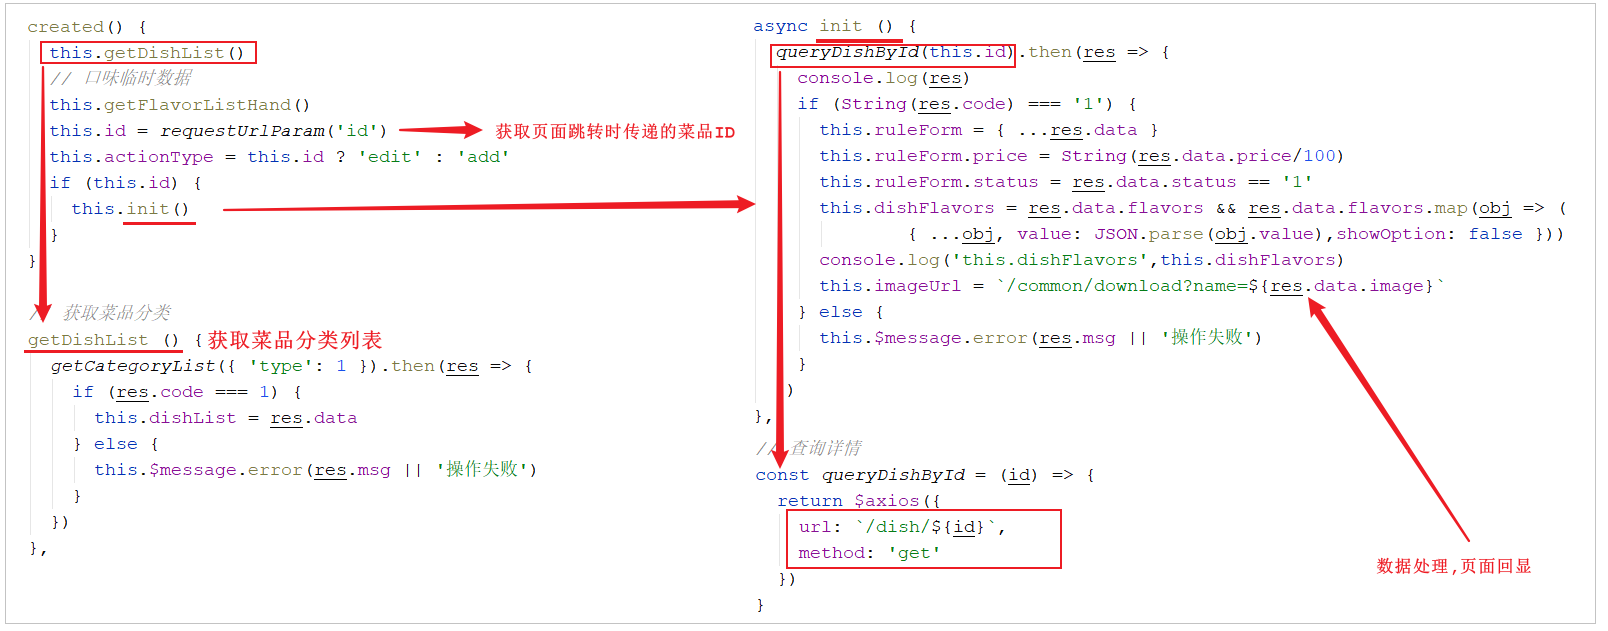 created() {
this.getDishList()
// 口味临时数据
this.getFlavorListHand()
this.id = requestUrlParam('id')
获取页面跳转时传递的菜品ID
this.actionType = this.id ? 'edit' : 'add'
if (this.id) {
this.init()
}
}
// 获取菜品分类
getDishList () {
获取菜品分类列表
getCategoryList({ 'type': 1 }).then(res => {
if (res.code === 1) {
this.dishList = res.data
} else {
this.$message.error(res.msg || '操作失败')
}
})
},
async init () {
queryDishById(this.id).then(res => {
console.log(res)
if (String(res.code) === '1') {
this.ruleForm = { ...res.data }
this.ruleForm.price = String(res.data.price/100)
this.ruleForm.status = res.data.status == '1'
this.dishFlavors = res.data.flavors && res.data.flavors.map(obj => (
{ ...obj, value: JSON.parse(obj.value),showOption: false }))
console.log('this.dishFlavors',this.dishFlavors)
this.imageUrl = `/common/download?name=${res.data.image}`
} else {
this.$message.error(res.msg || '操作失败')
}
)
},
// 查询详情
const queryDishById = (id) => {
return $axios({
url: `/dish/${id}`,
method: 'get'
})
}
数据处理,页面回显